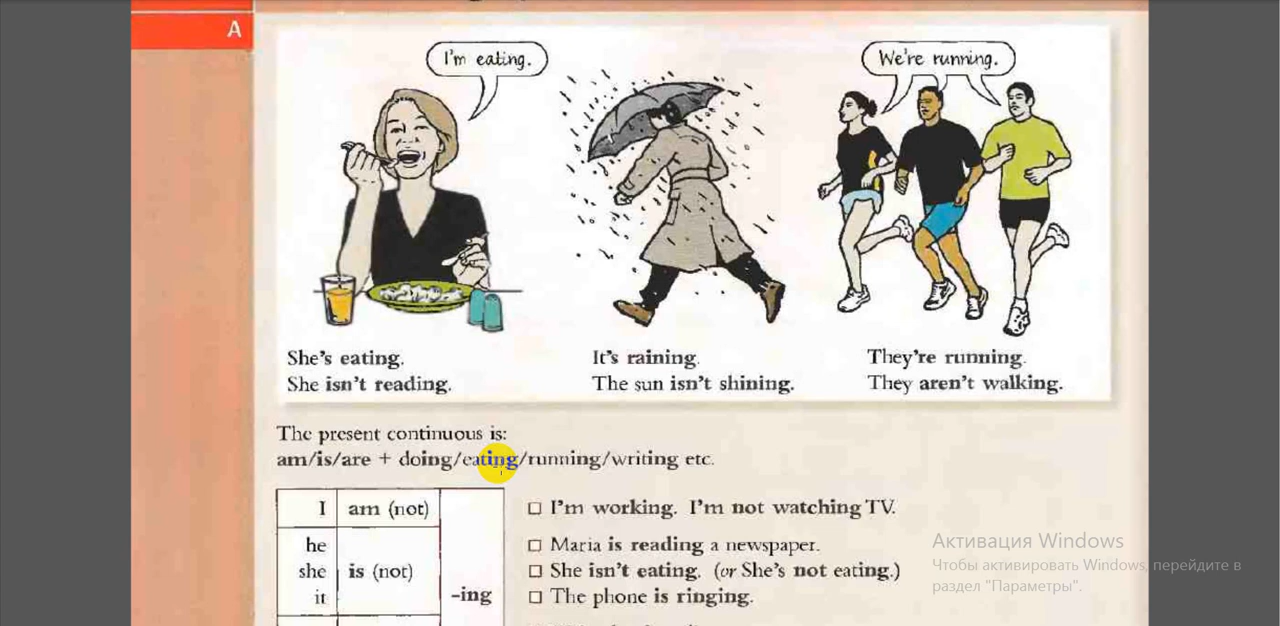 A
I'm eating.
We're running.
She's eating.
She isn't reading.
It's raining.
The sun isn't shining.
They're running.
They aren't walking.
The present continuous is:
am/is/are + doing/eating/running/writing etc.
I am (not)
he
she is (not)
it
-ing
□ I'm working. I'm not watching TV.
□ Maria is reading a newspaper.
□ She isn't eating. (or She's not eating.)
□ The phone is ringing.
Активация Windows
Чтобы активировать Windows, перейдите в
раздел "Параметры".